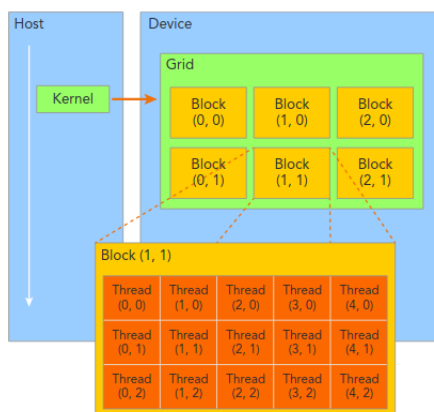 Host
Device
Grid
Kernel
Block
(0, 0)
Block
(1, 0)
Block
(2, 0)
Block
(0, 1)
Block
(1, 1)
Block
(2, 1)
Block (1, 1)
Thread
(0, 0)
Thread
(1, 0)
Thread
(2, 0)
Thread
(3, 0)
Thread
(4, 0)
Thread
(0, 1)
Thread
(1, 1)
Thread
(2, 1)
Thread
(3, 1)
Thread
(4, 1)
Thread
(0, 2)
Thread
(1, 2)
Thread
(2, 2)
Thread
(3, 2)
Thread
(4, 2)